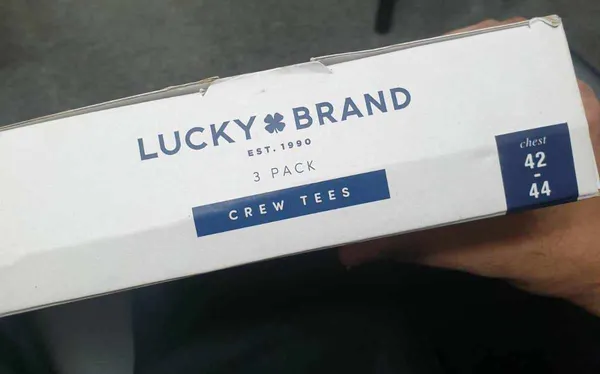 LUCKY BRAND
EST. 1990
3 PACK
CREW TEES
chest
42
-
44